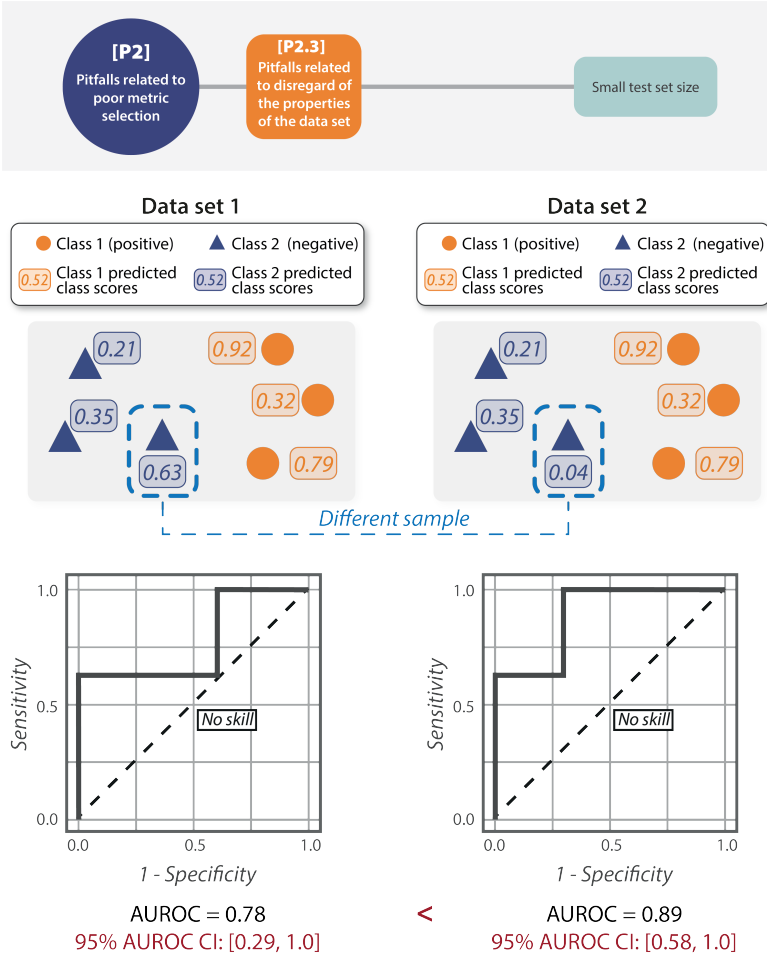 [P2]
Pitfalls related to
poor metric
selection
[P2.3]
Pitfalls related
to disregard of
the properties
of the data set
Small test set size
Data set 1
Class 1 (positive)
Class 2 (negative)
0.52
Class 1 predicted
class scores
0.52
Class 2 predicted
class scores
0.21
0.92
0.35
0.32
0.63
0.79
Data set 2
Class 1 (positive)
Class 2 (negative)
0.52
Class 1 predicted
class scores
0.52
Class 2 predicted
class scores
0.21
0.92
0.35
0.32
0.04
0.79
Different sample
1.0
0.5
0.0
Sensitivity
No skill
0.0
0.5
1.0
1 - Specificity
AUROC = 0.78
95% AUROC CI: [0.29, 1.0]
<
1.0
0.5
0.0
Sensitivity
No skill
0.0
0.5
1.0
1 - Specificity
AUROC = 0.89
95% AUROC CI: [0.58, 1.0]